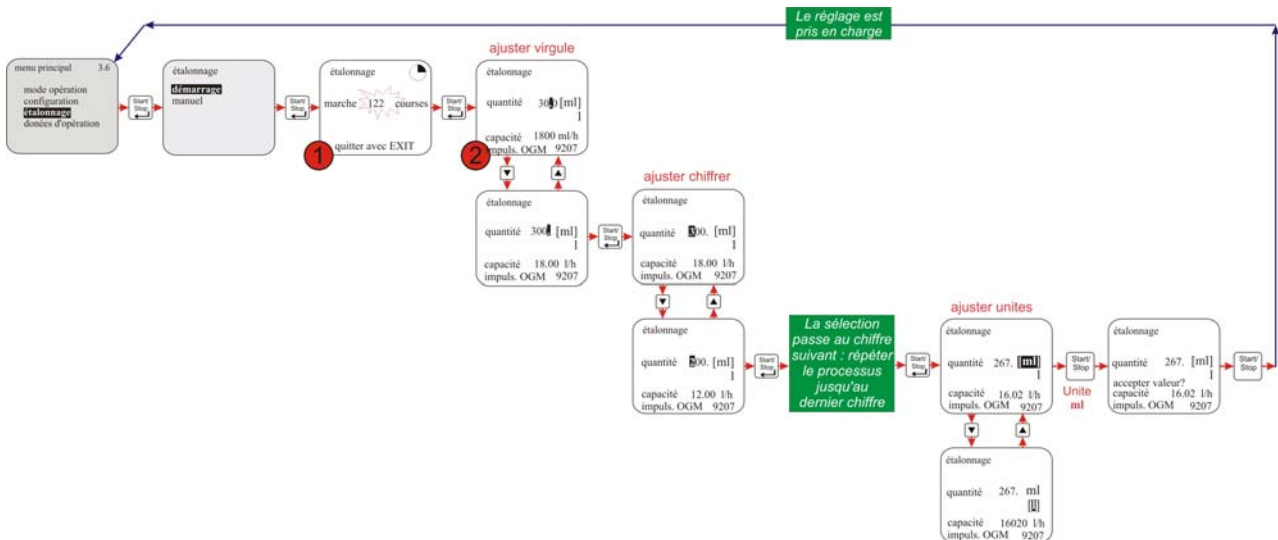 Le réglage est
pris en charge
ajuster virgule
menu principal 3.6
mode opération
configuration
étalonnage
donées d'opération
Start/
Stop
étalonnage
démarrage
manuel
Start/
Stop
étalonnage
marche 122 courses
quitter avec EXIT
1
Start/
Stop
étalonnage
quantité 30,0 [ml]
l
capacité 1800 ml/h
impuls. OGM 9207
2
étalonnage
quantité 300. [ml]
l
capacité 18.00 l/h
impuls. OGM 9207
Start/
Stop
ajuster chiffrer
étalonnage
quantité 300. [ml]
l
capacité 18.00 l/h
impuls. OGM 9207
étalonnage
quantité 200. [ml]
l
capacité 12.00 l/h
impuls. OGM 9207
Start/
Stop
La sélection
passe au chiffre
suivant : répéter
le processus
jusqu'au
dernier chiffre
Start/
Stop
ajuster unites
étalonnage
quantité 267. [ml]
l
capacité 16.02 l/h
impuls. OGM 9207
Start/
Stop
Unite
ml
étalonnage
quantité 267. [ml]
l
accepter valeur?
capacité 16.02 l/h
impuls. OGM 9207
Start/
Stop
étalonnage
quantité 267. ml
[l]
capacité 16020 l/h
impuls. OGM 9207